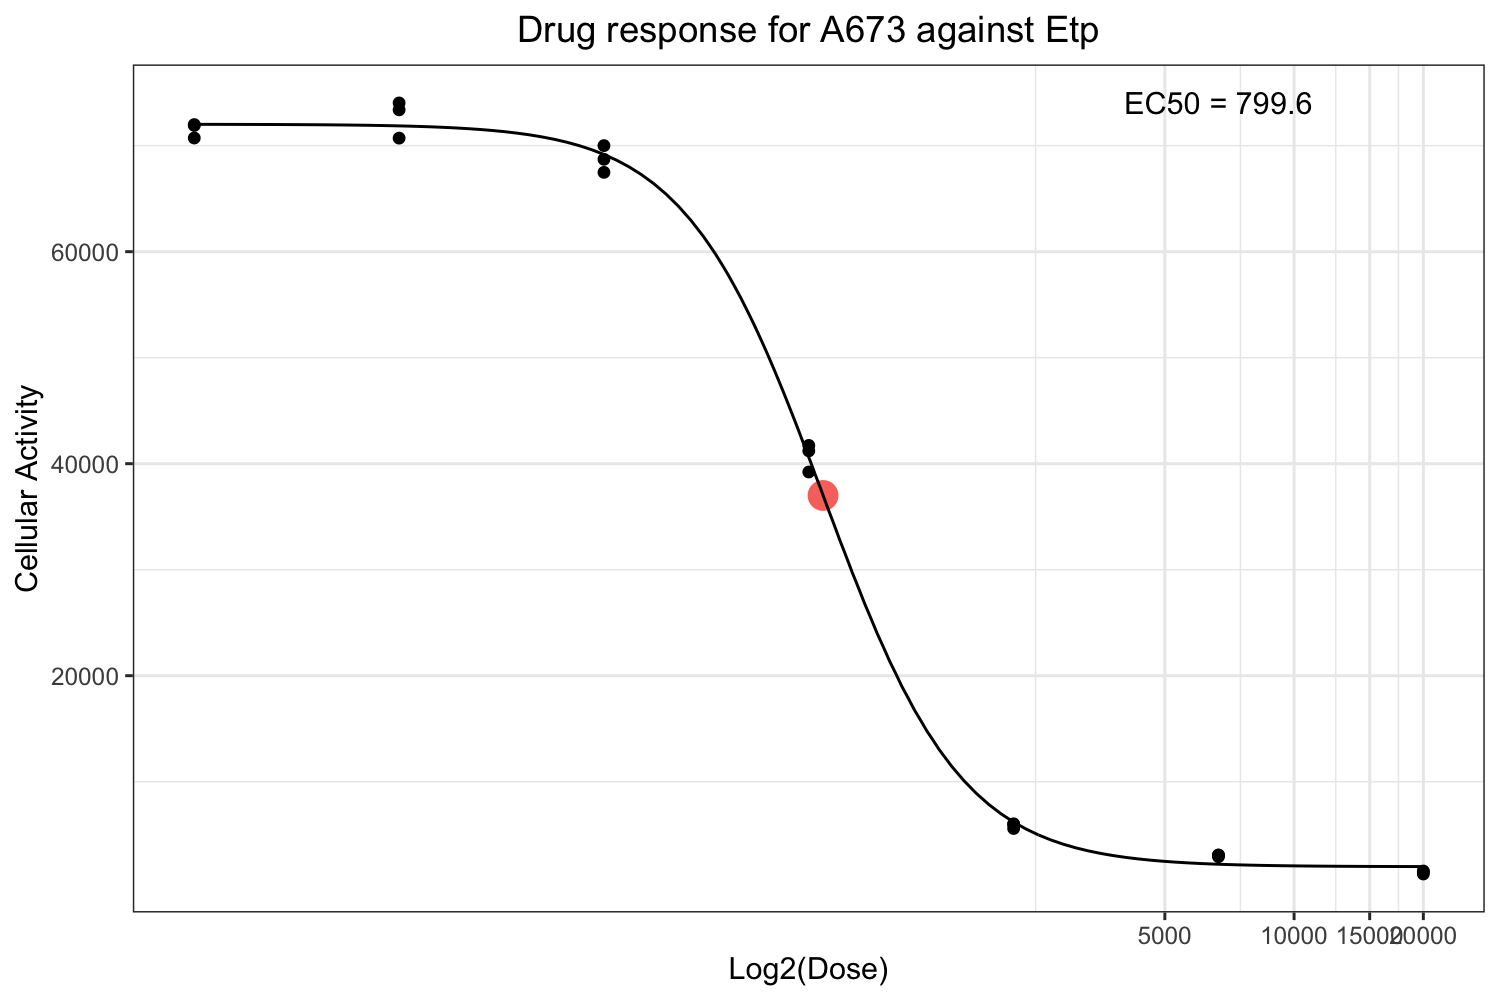 Drug response for A673 against Etp
EC50 = 799.6
60000
40000
20000
Cellular Activity
5000 10000 15000 20000
Log2(Dose)